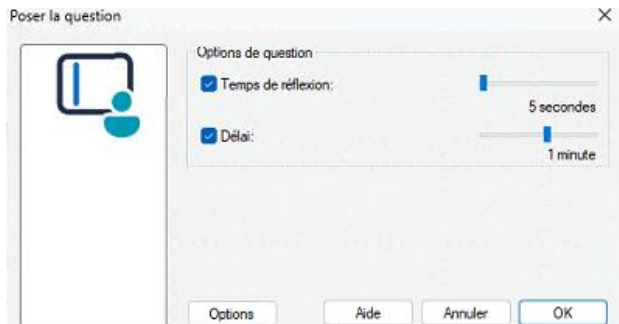 Poser la question
Options de question
Temps de réflexion:
5 secondes
Délai:
1 minute
Options
Aide
Annuler
OK